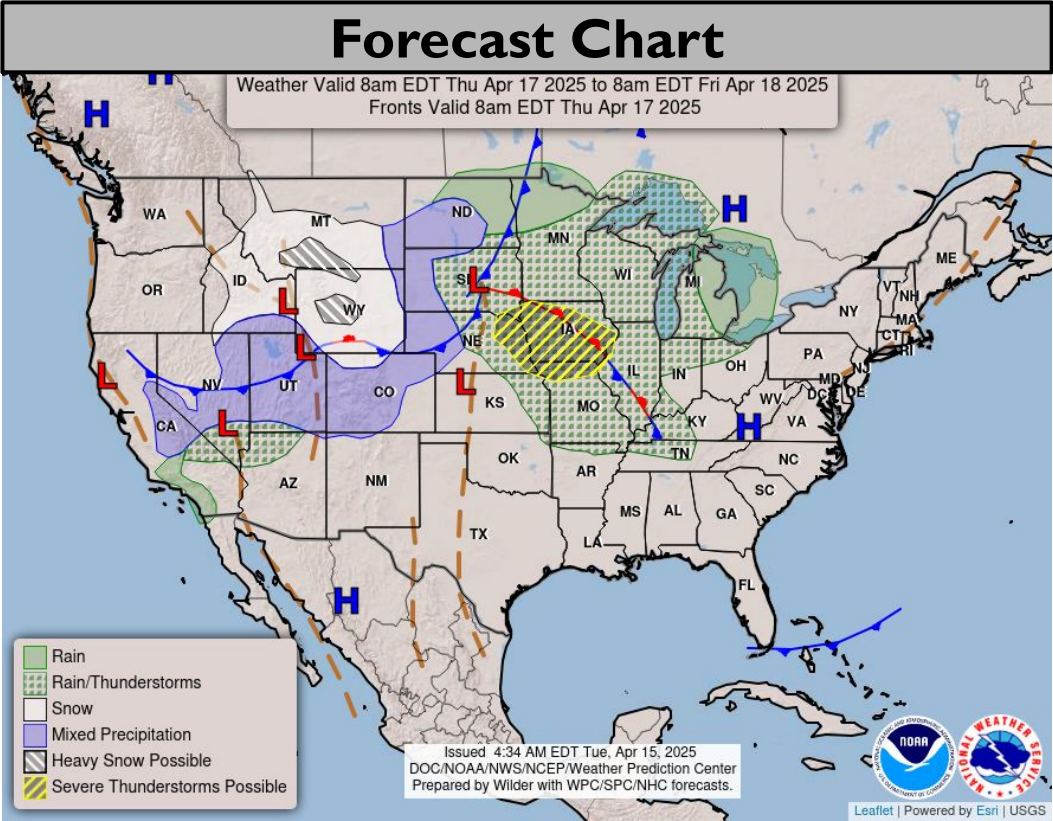 Forecast Chart
Weather Valid 8am EDT Thu Apr 17 2025 to 8am EDT Fri Apr 18 2025
Fronts Valid 8am EDT Thu Apr 17 2025
H
H
H
WA
MT
ND
MN
ME
OR
ID
WY
L
SD
L
WI
MI
VT
NH
NY
MA
CT
RI
L
L
NV
UT
CO
NE
IA
IL
IN
OH
PA
NJ
MD
DE
DC
WV
VA
H
CA
L
L
KS
MO
KY
TN
NC
AZ
NM
OK
AR
SC
MS
AL
GA
TX
LA
FL
H
Rain
Rain/Thunderstorms
Snow
Mixed Precipitation
Heavy Snow Possible
Severe Thunderstorms Possible
Issued 4:34 AM EDT Tue, Apr 15, 2025
DOC/NOAA/NWS/NCEP/Weather Prediction Center
Prepared by Wilder with WPC/SPC/NHC forecasts.
NOAA
NATIONAL WEATHER SERVICE
Leaflet | Powered by Esri | USGS